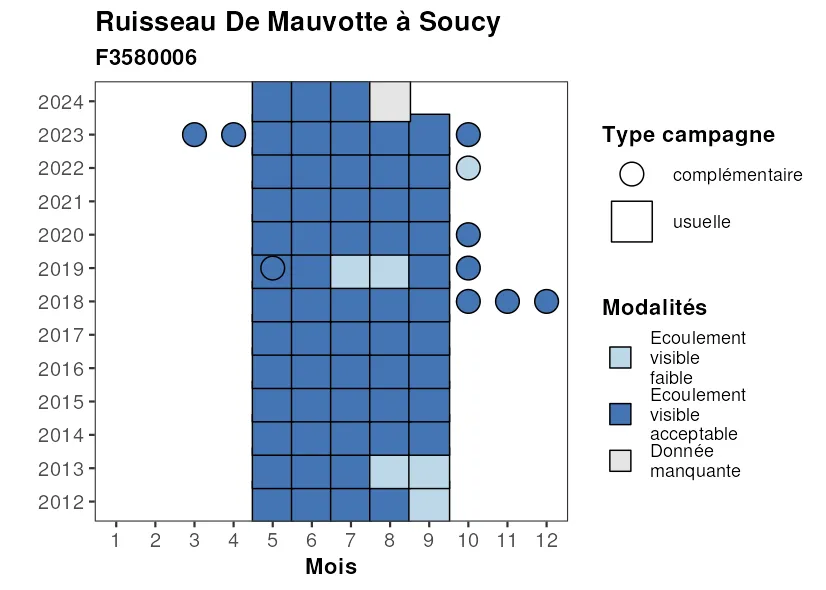 Ruisseau De Mauvotte à Soucy
F3580006
2024
2023
2022
2021
2020
2019
2018
2017
2016
2015
2014
2013
2012
1 2 3 4 5 6 7 8 9 10 11 12
Mois
Type campagne
complémentaire
usuelle
Modalités
Ecoulement
visible
faible
Ecoulement
visible
acceptable
Donnée
manquante